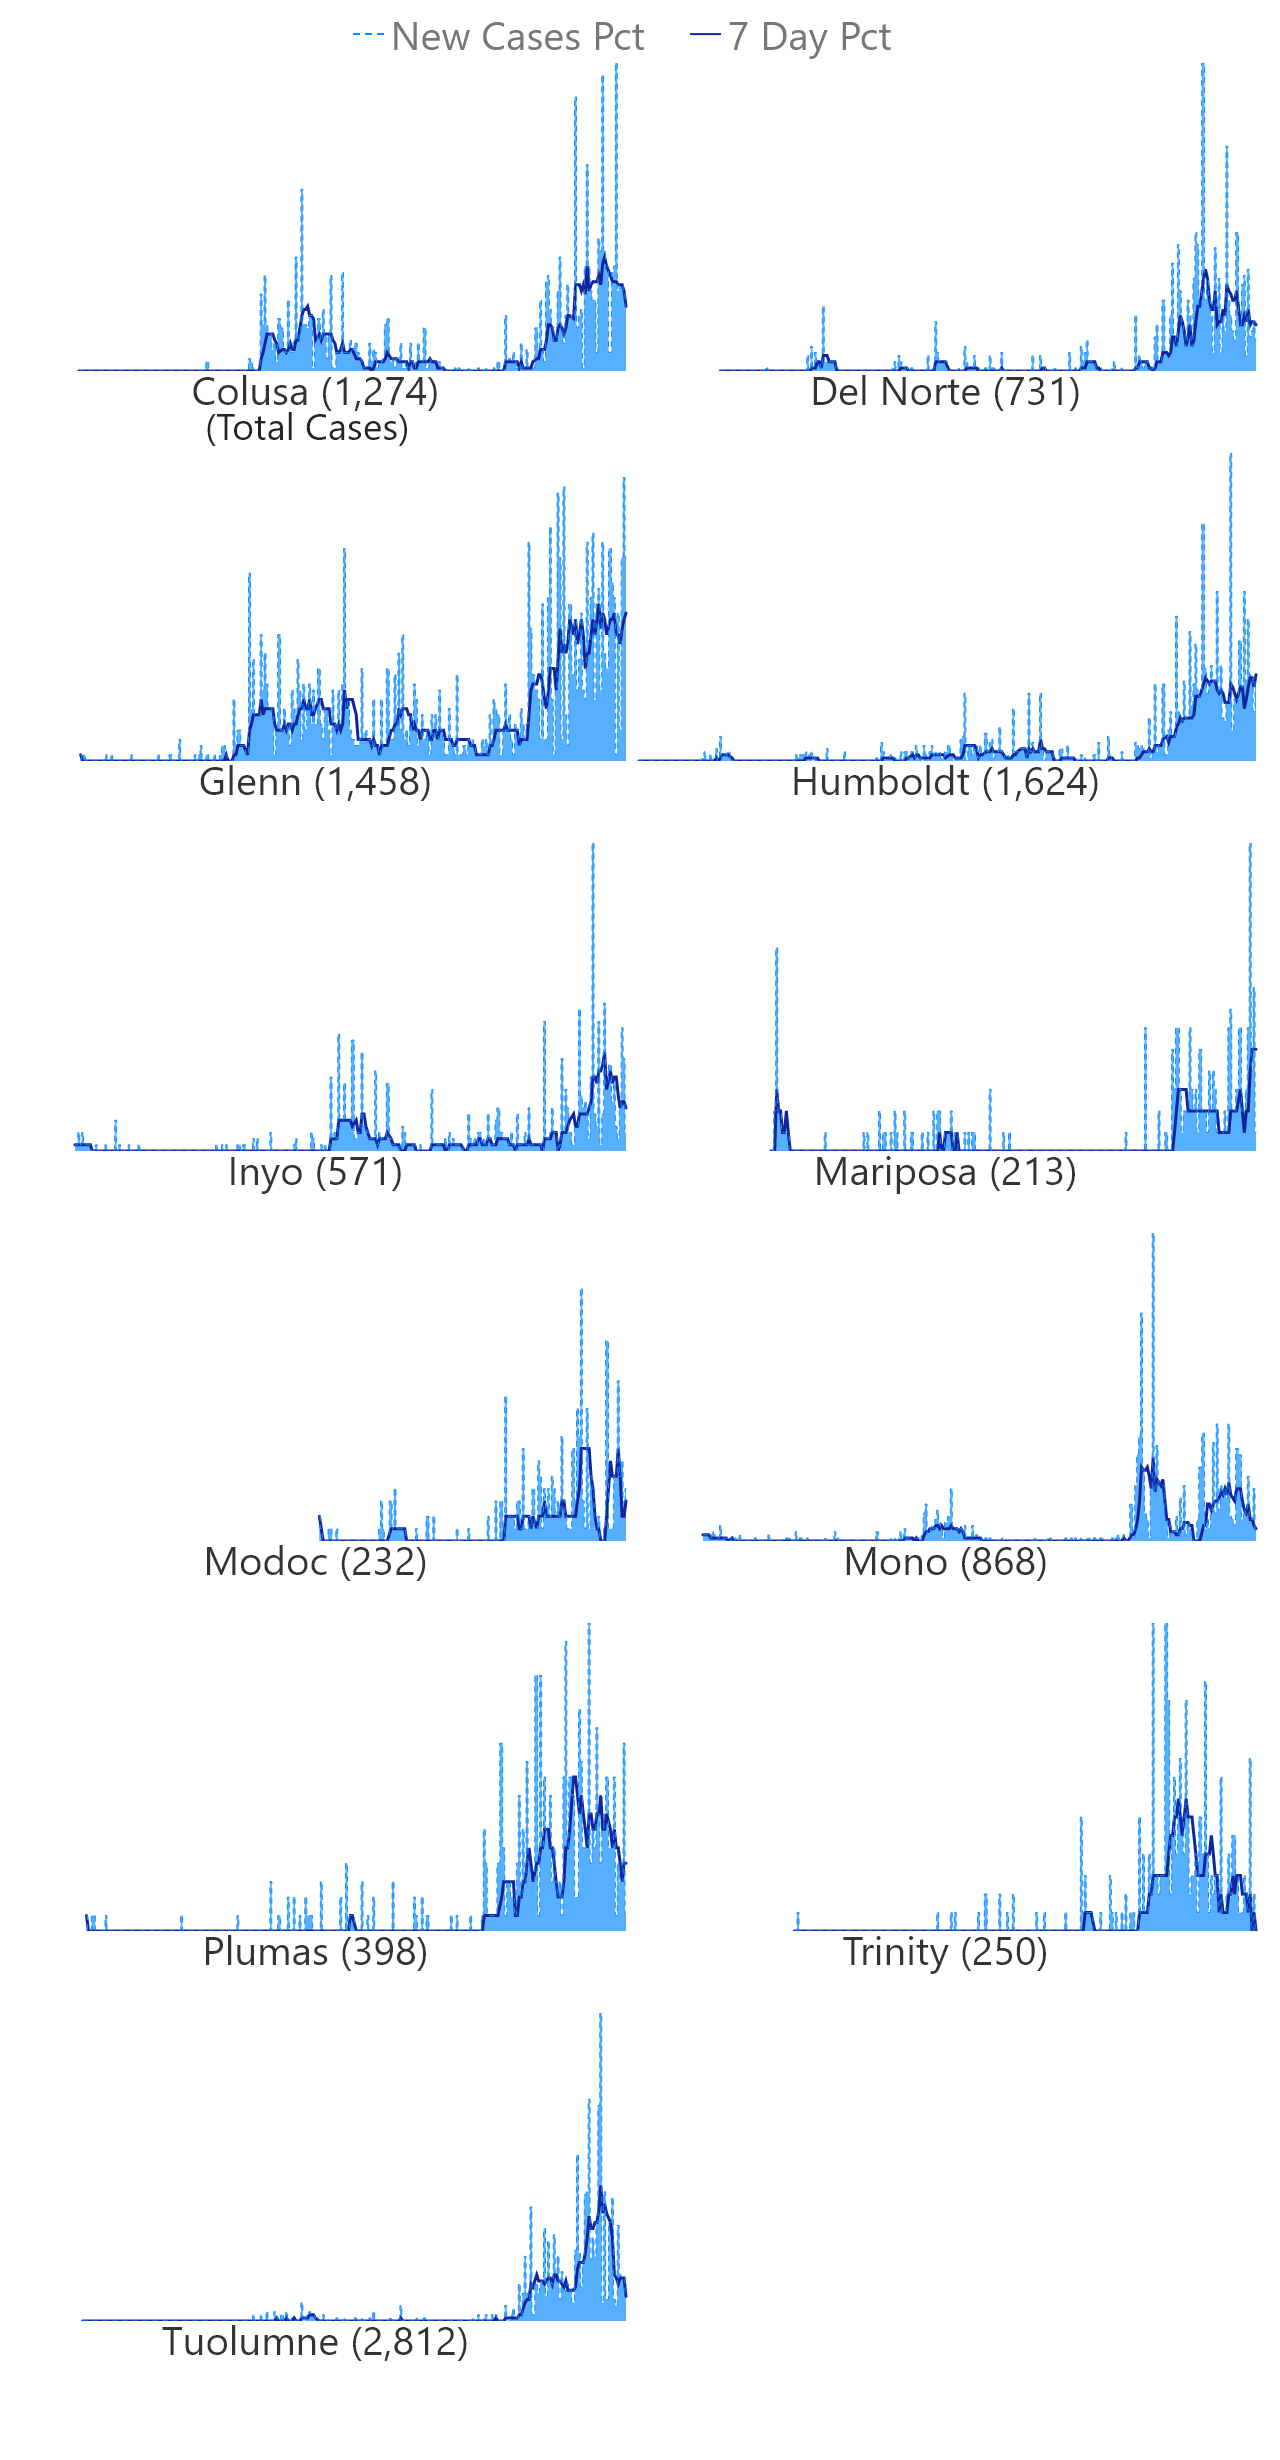 New Cases Pct 7 Day Pct
Colusa (1,274) Del Norte (731)
(Total Cases)
Glenn (1,458) Humboldt (1,624)
Inyo (571) Mariposa (213)
Modoc (232) Mono (868)
Plumas (398) Trinity (250)
Tuolumne (2,812)